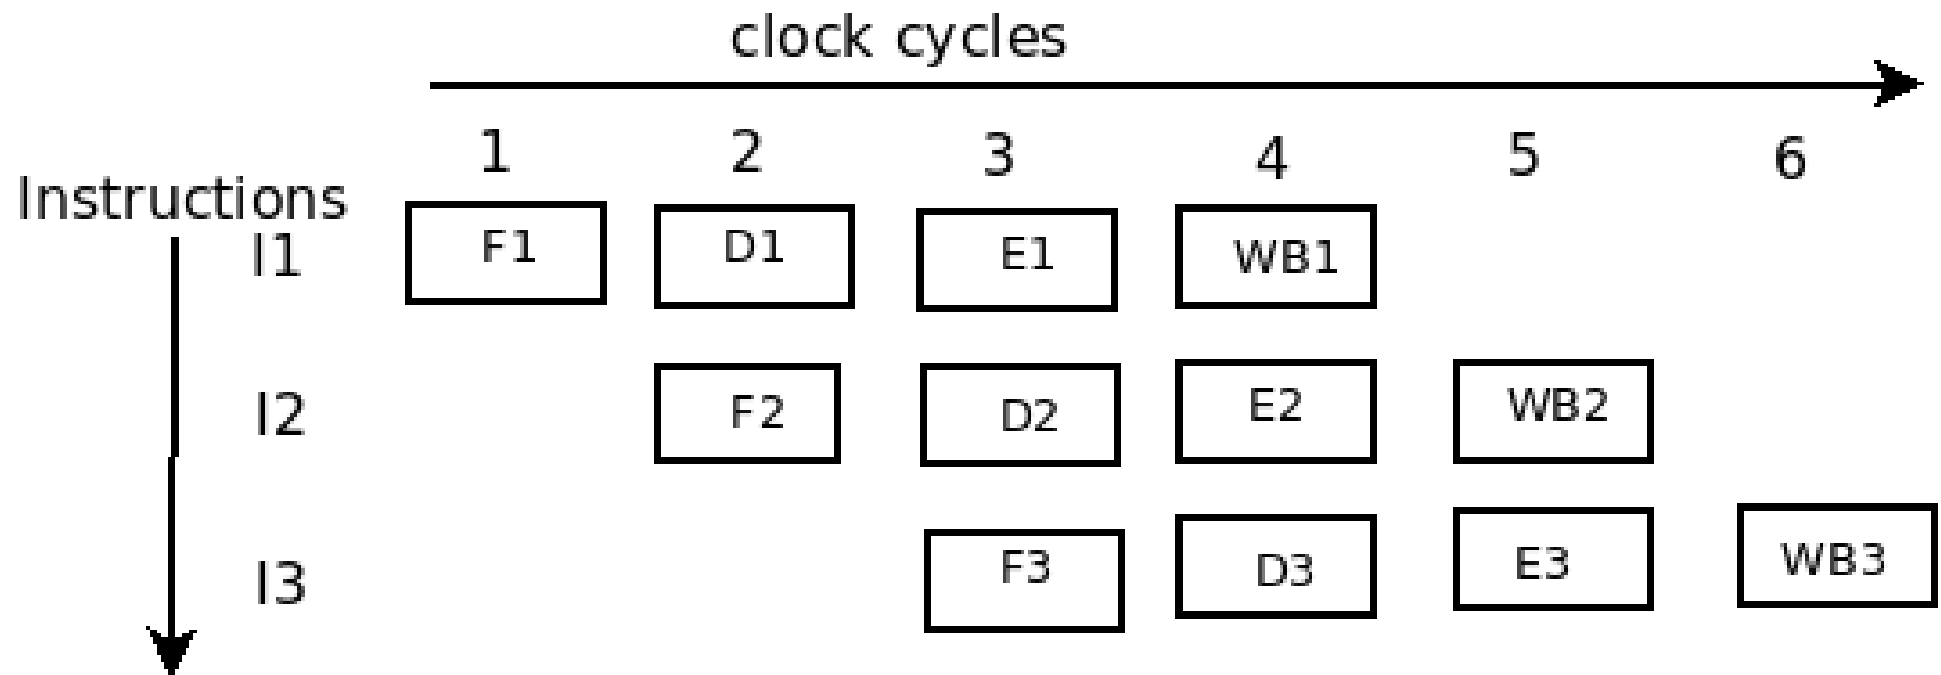 clock cycles
1 2 3 4 5 6
Instructions
I1 F1 D1 E1 WB1
I2 F2 D2 E2 WB2
I3 F3 D3 E3 WB3